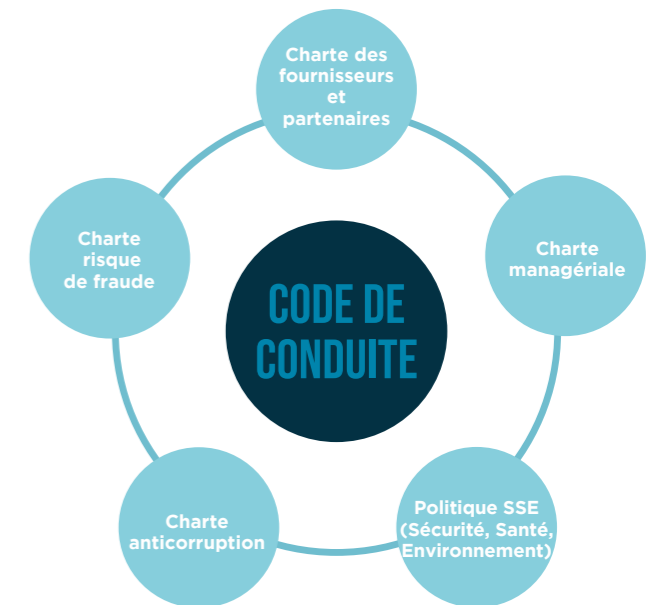 Charte des
fournisseurs
et
partenaires
Charte
managériale
Politique SSE
(Sécurité, Santé,
Environnement)
Charte
anticorruption
Charte
risque
de fraude
CODE DE
CONDUITE